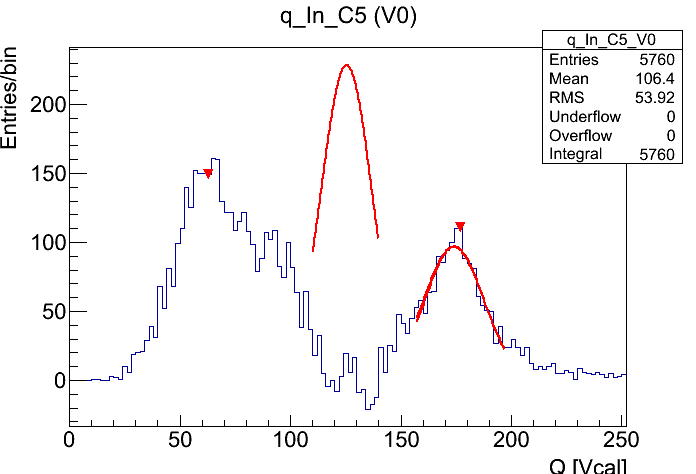 q_In_C5 (V0)
q_In_C5_V0
Entries 5760
Mean 106.4
RMS 53.92
Underflow 0
Overflow 0
Integral 5760
Entries/bin
200
150
100
50
0
0 50 100 150 200 250
Q [Vcal]